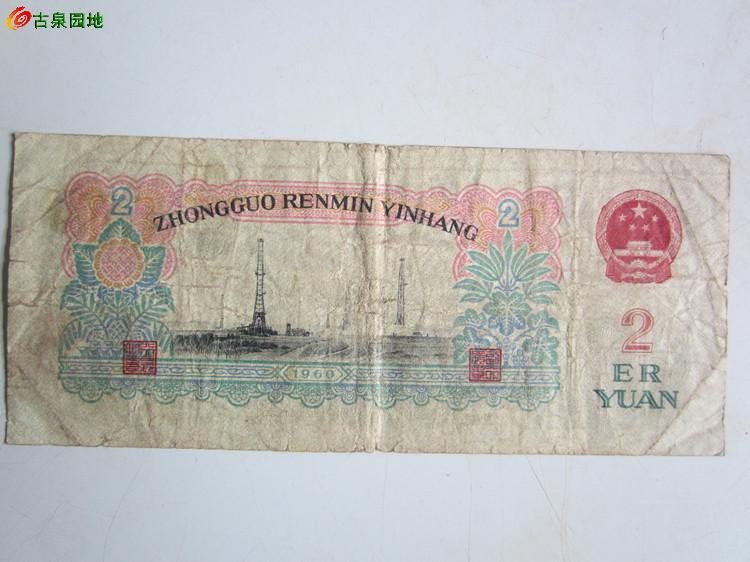 古泉园地
2
2
ZHONGGUO RENMIN YINHANG
2
ER
YUAN
1960